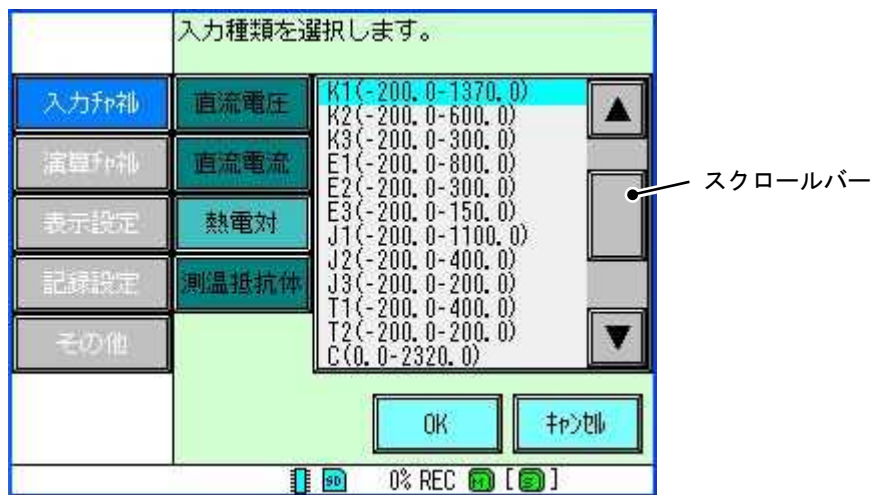 入力種類を選択します。
入力ﾁｬﾈﾙ
演算ﾁｬﾈﾙ
表示設定
記録設定
その他
直流電圧
直流電流
熱電対
測温抵抗体
K1(-200.0-1370.0)
K2(-200.0-600.0)
K3(-200.0-300.0)
E1(-200.0-800.0)
E2(-200.0-300.0)
E3(-200.0-150.0)
J1(-200.0-1100.0)
J2(-200.0-400.0)
J3(-200.0-200.0)
T1(-200.0-400.0)
T2(-200.0-200.0)
C(0.0-2320.0)
▲
▼
スクロールバー
OK
ｷｬﾝｾﾙ
SD 0% REC M [S]